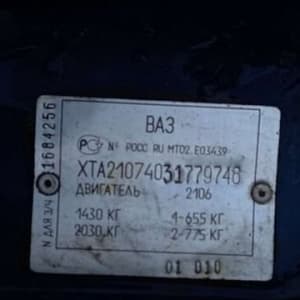 ВАЗ
№ РОСС RU МТ02.Е03439
ХТА21074031779748
ДВИГАТЕЛЬ 2106
1430 КГ 1-655 КГ
2030 КГ 2-775 КГ
01 010
N ДЛЯ З/Ч 1684256